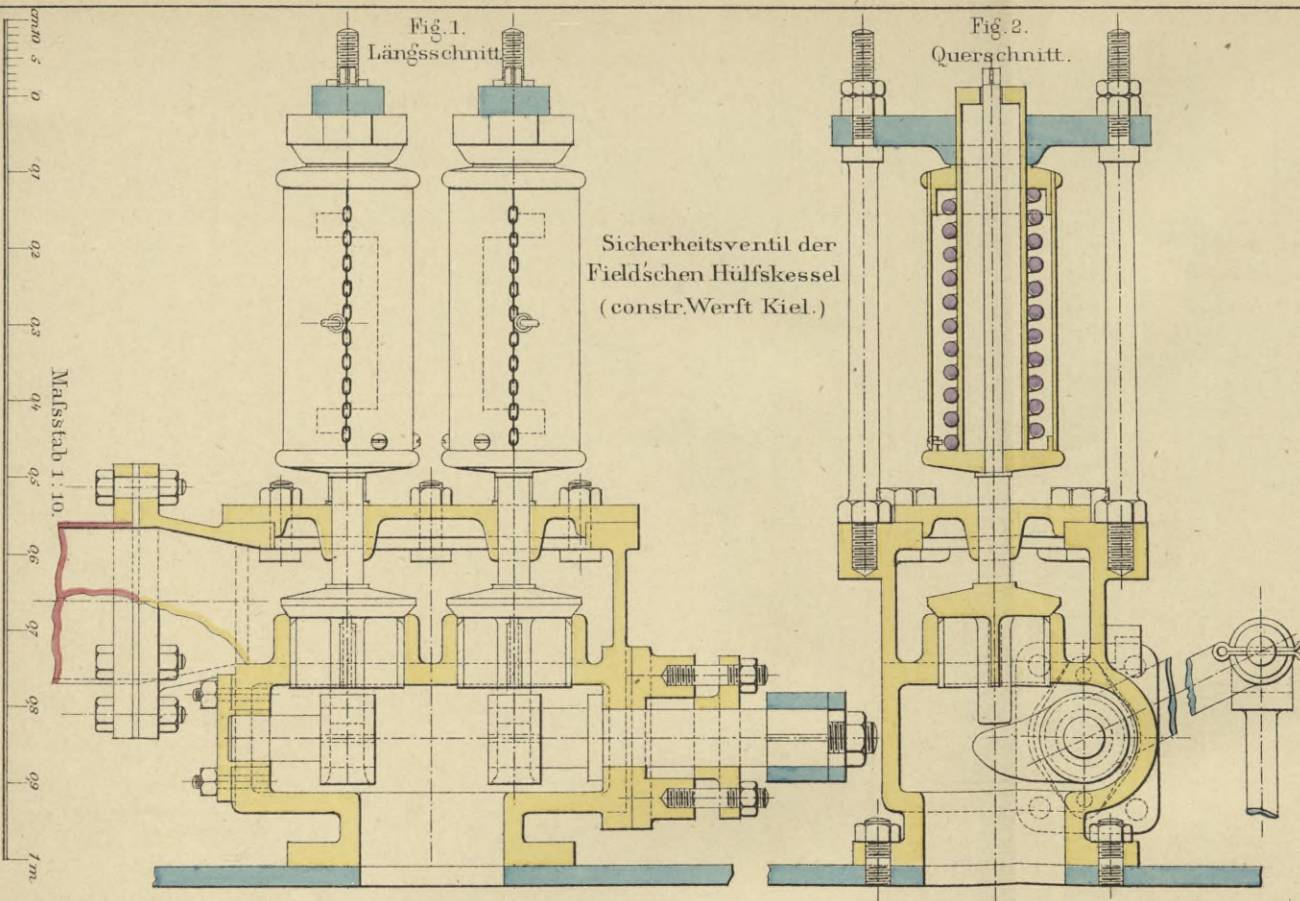 Fig. 1.
Längsschnitt.
Fig. 2.
Querschnitt.
Sicherheitsventil der
Field'schen Hülfskessel
(constr. Werft Kiel.)
Maſsstab 1 : 10.
cm 10 5 0 0,1 0,2 0,3 0,4 0,5 0,6 0,7 0,8 0,9 1 m